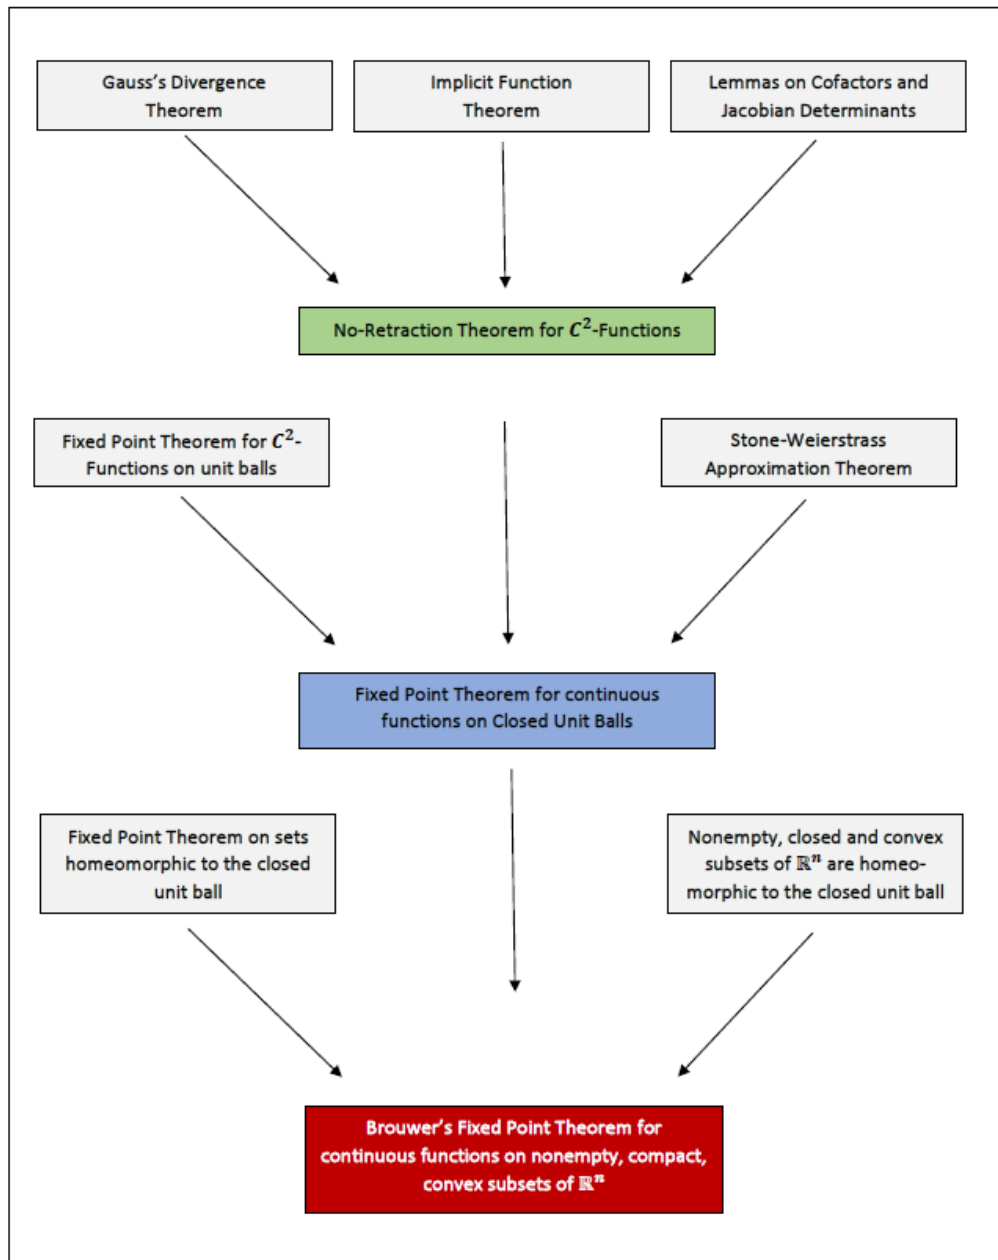 Gauss's Divergence
Theorem
Implicit Function
Theorem
Lemmas on Cofactors and
Jacobian Determinants
No-Retraction Theorem for C²-Functions
Fixed Point Theorem for C²-
Functions on unit balls
Stone-Weierstrass
Approximation Theorem
Fixed Point Theorem for continuous
functions on Closed Unit Balls
Fixed Point Theorem on sets
homeomorphic to the closed
unit ball
Nonempty, closed and convex
subsets of ℝⁿ are homeo-
morphic to the closed unit ball
Brouwer's Fixed Point Theorem for
continuous functions on nonempty, compact,
convex subsets of ℝⁿ